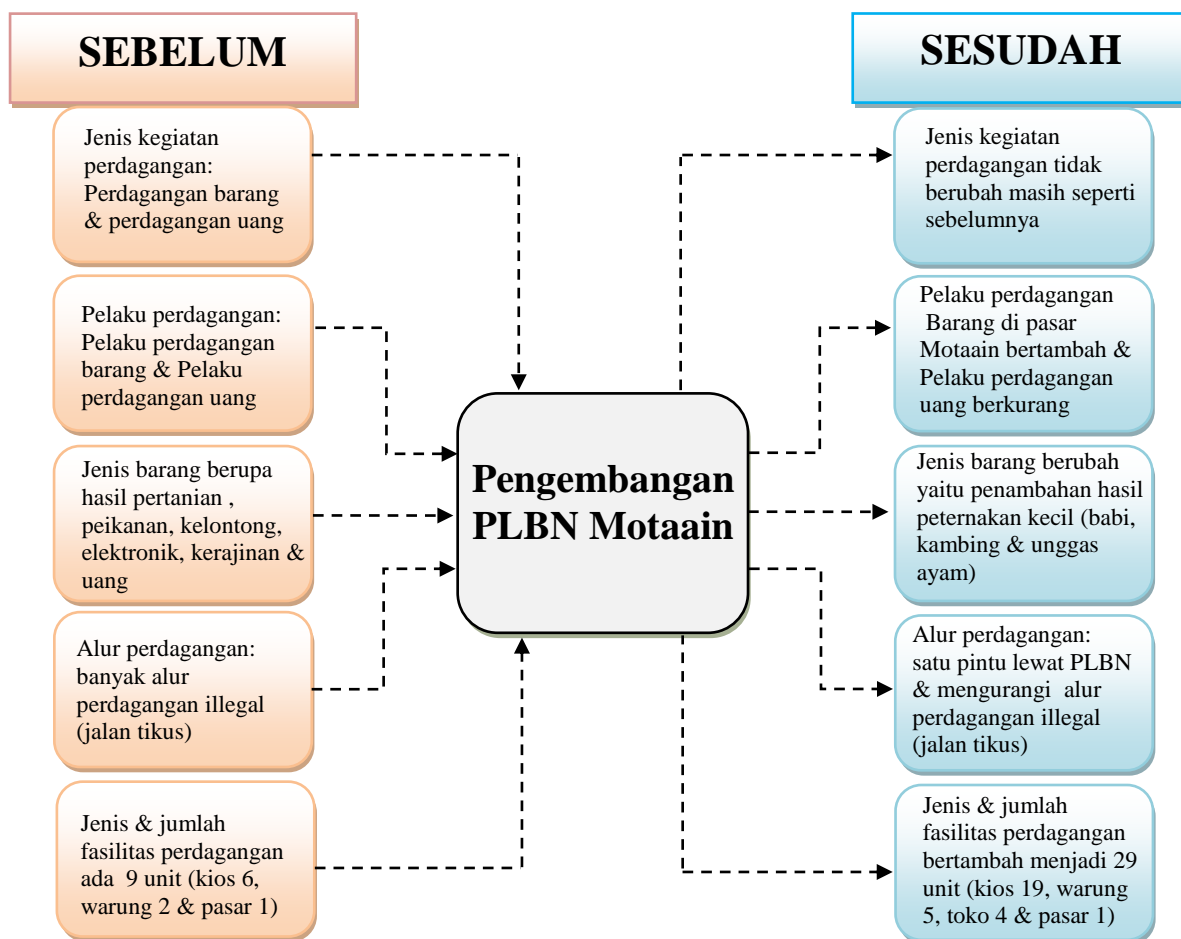 SEBELUM
Jenis kegiatan
perdagangan:
Perdagangan barang
& perdagangan uang
Pelaku perdagangan:
Pelaku perdagangan
barang & Pelaku
perdagangan uang
Jenis barang berupa
hasil pertanian ,
peikanan, kelontong,
elektronik, kerajinan &
uang
Alur perdagangan:
banyak alur
perdagangan illegal
(jalan tikus)
Jenis & jumlah
fasilitas perdagangan
ada 9 unit (kios 6,
warung 2 & pasar 1)
Pengembangan
PLBN Motaain
SESUDAH
Jenis kegiatan
perdagangan tidak
berubah masih seperti
sebelumnya
Pelaku perdagangan
Barang di pasar
Motaain bertambah &
Pelaku perdagangan
uang berkurang
Jenis barang berubah
yaitu penambahan hasil
peternakan kecil (babi,
kambing & unggas
ayam)
Alur perdagangan:
satu pintu lewat PLBN
& mengurangi alur
perdagangan illegal
(jalan tikus)
Jenis & jumlah
fasilitas perdagangan
bertambah menjadi 29
unit (kios 19, warung
5, toko 4 & pasar 1)